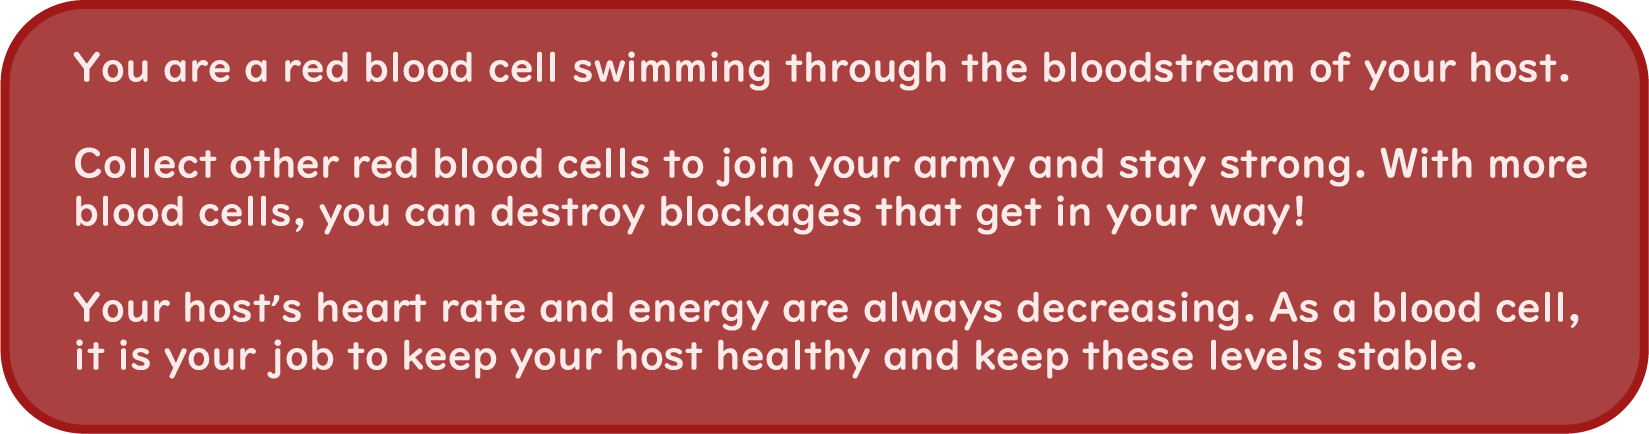 You are a red blood cell swimming through the bloodstream of your host.
Collect other red blood cells to join your army and stay strong. With more
blood cells, you can destroy blockages that get in your way!
Your host's heart rate and energy are always decreasing. As a blood cell,
it is your job to keep your host healthy and keep these levels stable.